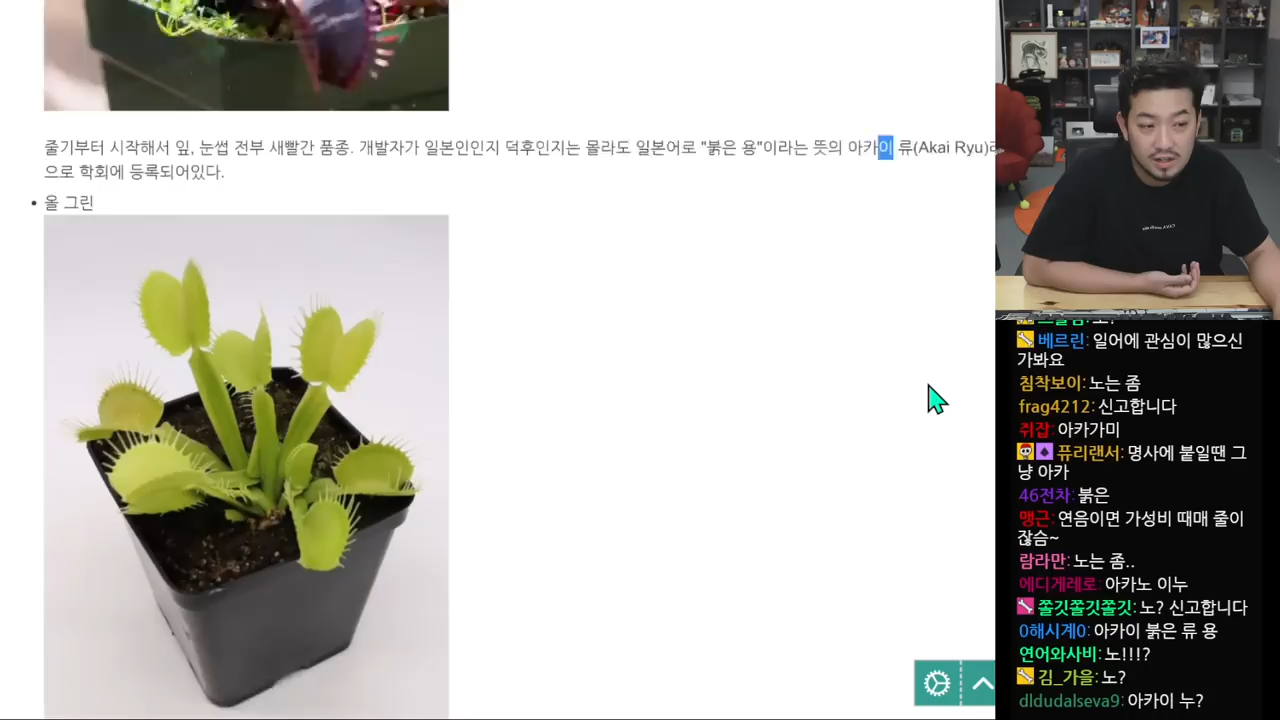 줄기부터 시작해서 잎, 눈썹 전부 새빨간 품종. 개발자가 일본인인지 덕후인지는 몰라도 일본어로 "붉은 용"이라는 뜻의 아카이 류(Akai Ryu)
으로 학회에 등록되어있다.
• 올 그린
베르린: 일어에 관심이 많으신
가봐요
침착보이: 노는 좀
frag4212: 신고합니다
쥐잡: 아카가미
퓨리랜서: 명사에 붙일땐 그
냥 아카
46전차: 붉은
맹근: 연음이면 가성비 때매 줄이
잖슴~
람라만: 노는 좀..
에디게레로: 아카노 이누
쫄깃쫄깃쫄깃: 노? 신고합니다
0해시계0: 아카이 붉은 류 용
연어와사비: 노!!!?
김_가을: 노?
dldudalseva9: 아카이 누?